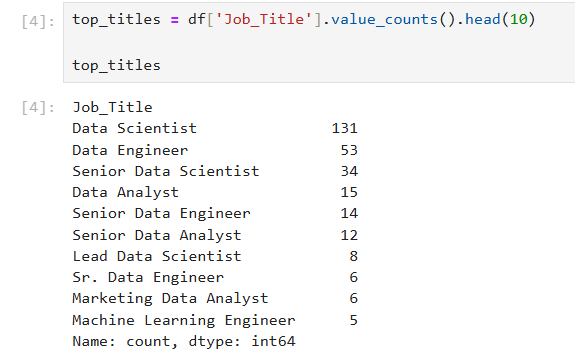 [4]: top_titles = df['Job_Title'].value_counts().head(10)
top_titles
[4]: Job_Title
Data Scientist 131
Data Engineer 53
Senior Data Scientist 34
Data Analyst 15
Senior Data Engineer 14
Senior Data Analyst 12
Lead Data Scientist 8
Sr. Data Engineer 6
Marketing Data Analyst 6
Machine Learning Engineer 5
Name: count, dtype: int64